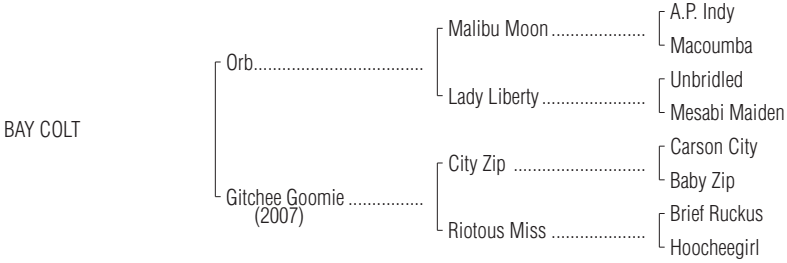 A.P. Indy
Malibu Moon .....................
Macoumba
Orb..................................
Unbridled
Lady Liberty .......................
Mesabi Maiden
BAY COLT
Carson City
City Zip ............................
Baby Zip
Gitchee Goomie .................
(2007)
Brief Ruckus
Riotous Miss .....................
Hoocheegirl